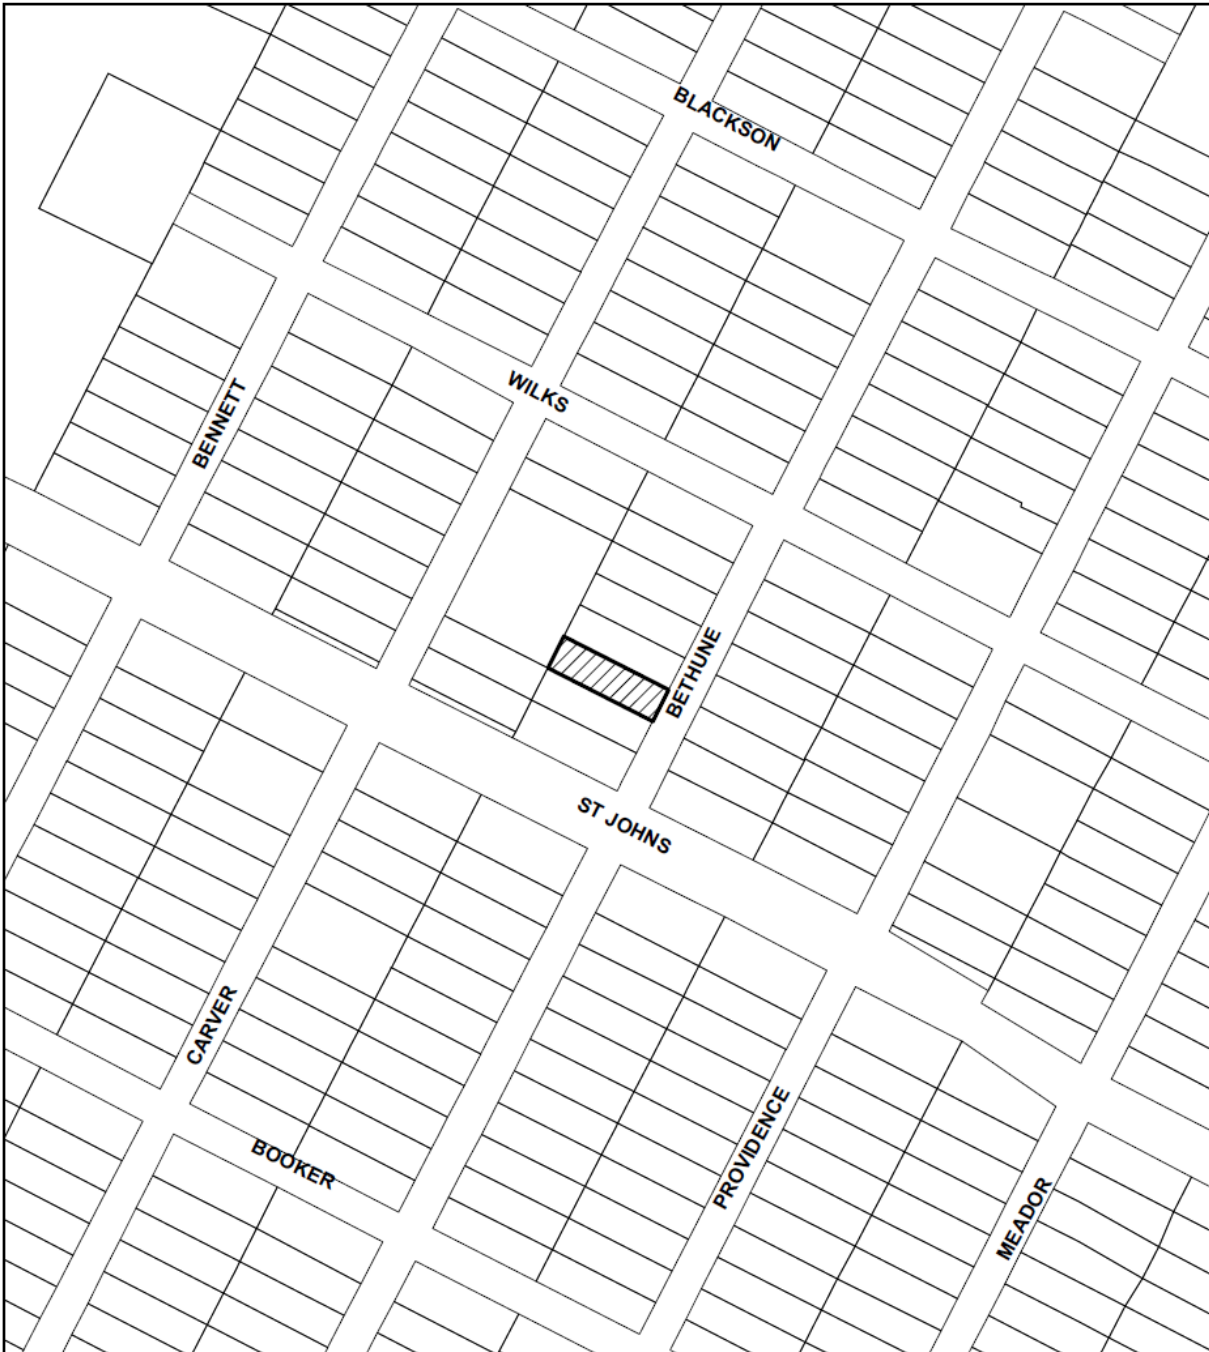 BLACKSON
WILKS
BENNETT
BETHUNE
ST JOHNS
CARVER
PROVIDENCE
BOOKER
MEADOR